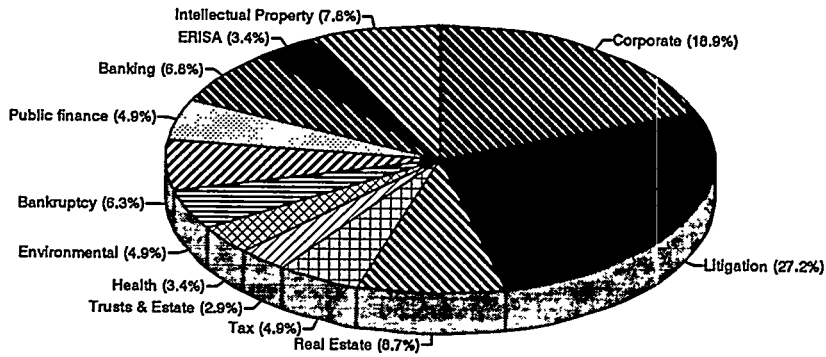 Intellectual Property (7.8%)
ERISA (3.4%)
Corporate (18.9%)
Banking (6.8%)
Public finance (4.9%)
Bankruptcy (6.3%)
Environmental (4.9%)
Litigation (27.2%)
Health (3.4%)
Trusts & Estate (2.9%)
Tax (4.9%)
Real Estate (8.7%)